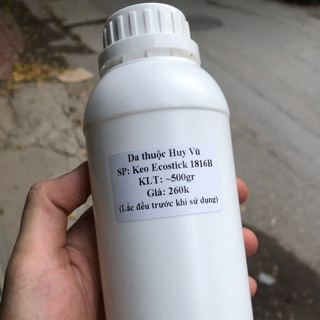 Da thuộc Huy Vũ
SP: Keo Ecostick 1816B
KLT: ~500gr
Giá: 260k
(Lắc đều trước khi sử dụng)